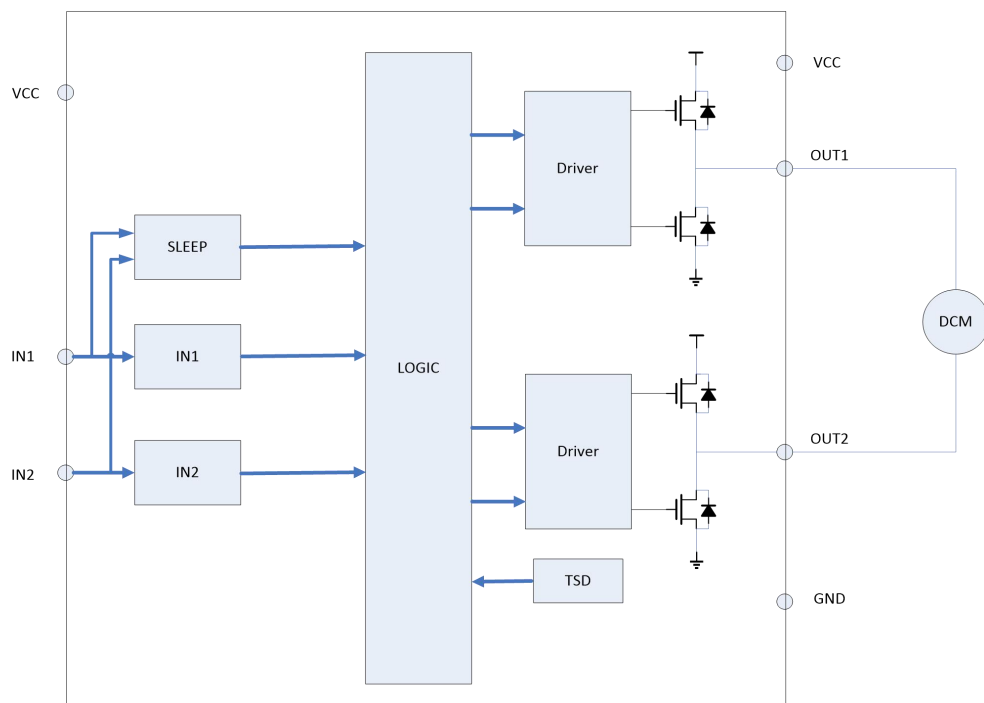 VCC
VCC
OUT1
Driver
SLEEP
IN1
IN1
LOGIC
DCM
OUT2
Driver
IN2
IN2
TSD
GND